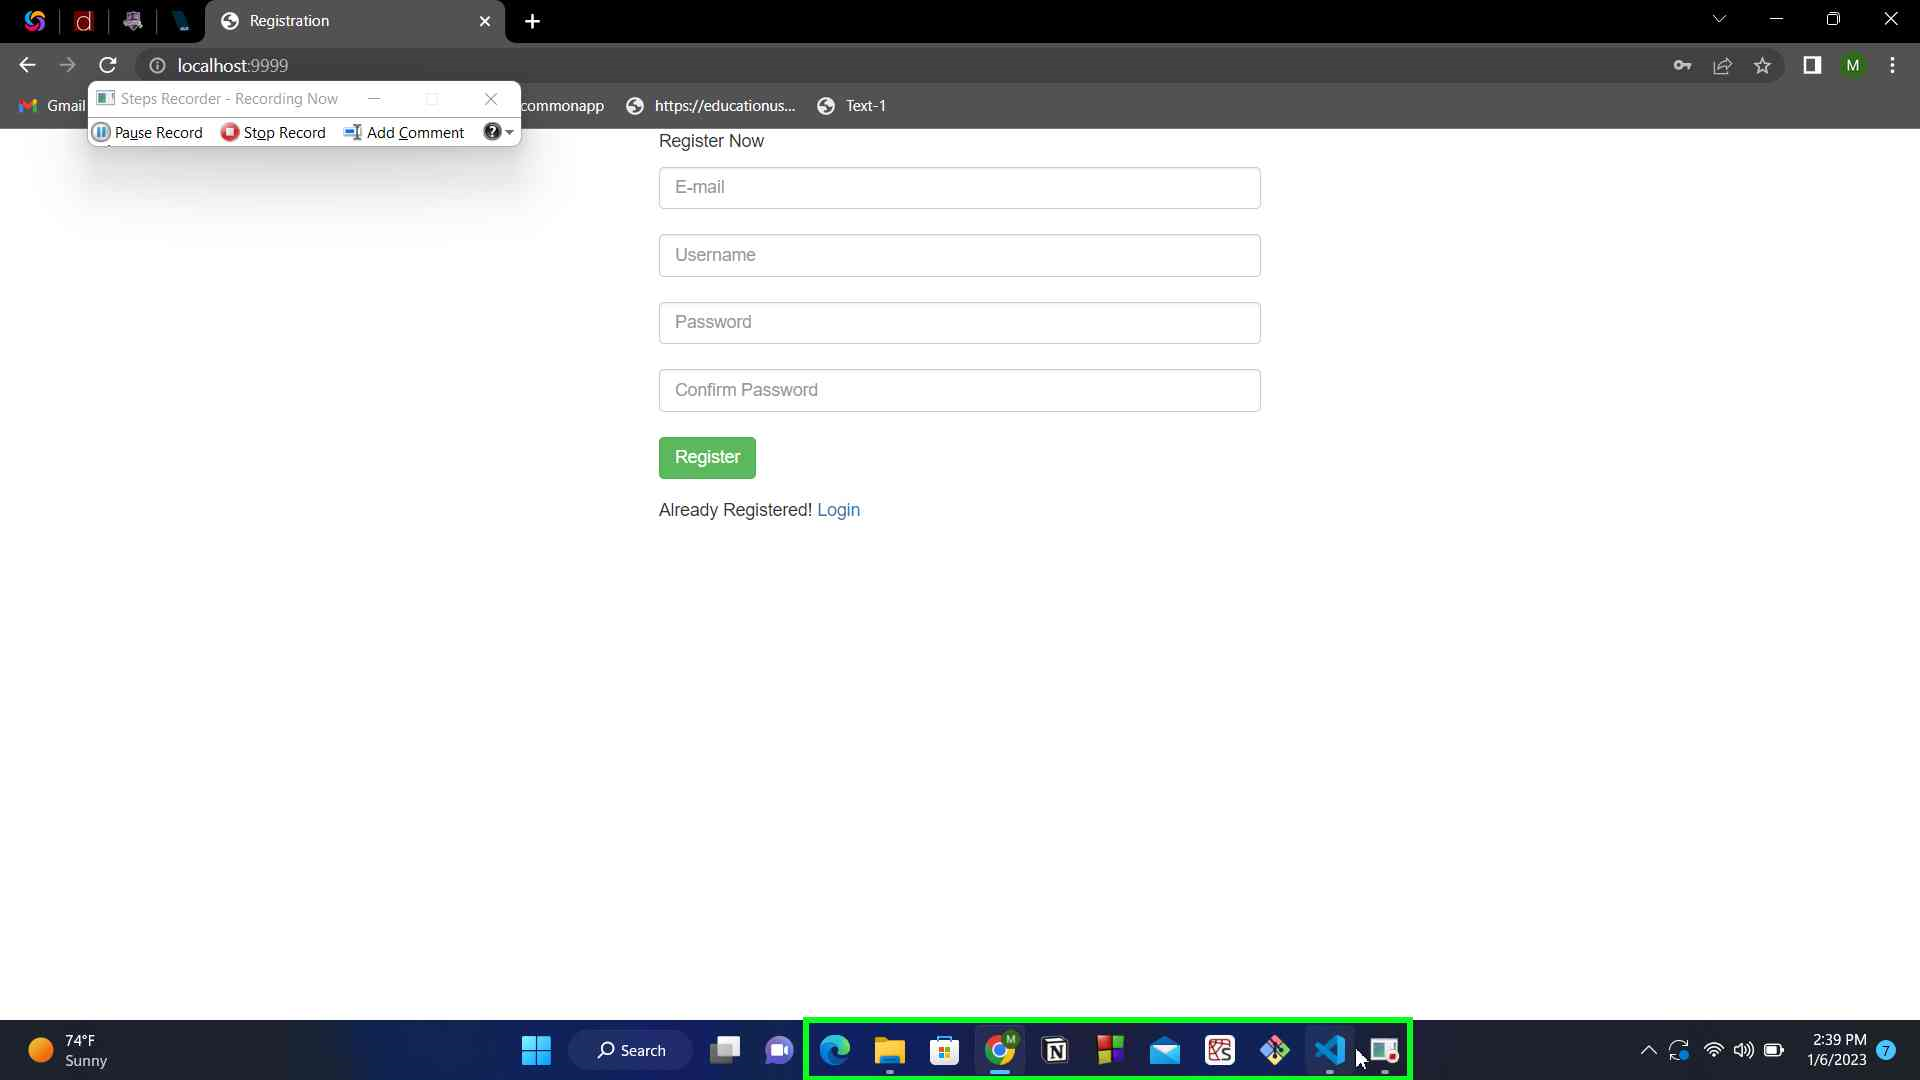 Registration
localhost:9999
Gmail
commonapp
https://educationus...
Text-1
M
Steps Recorder - Recording Now
Pause Record
Stop Record
Add Comment
Register Now
E-mail
Username
Password
Confirm Password
Register
Already Registered! Login
74°F
Sunny
Search
M
2:39 PM
1/6/2023
7